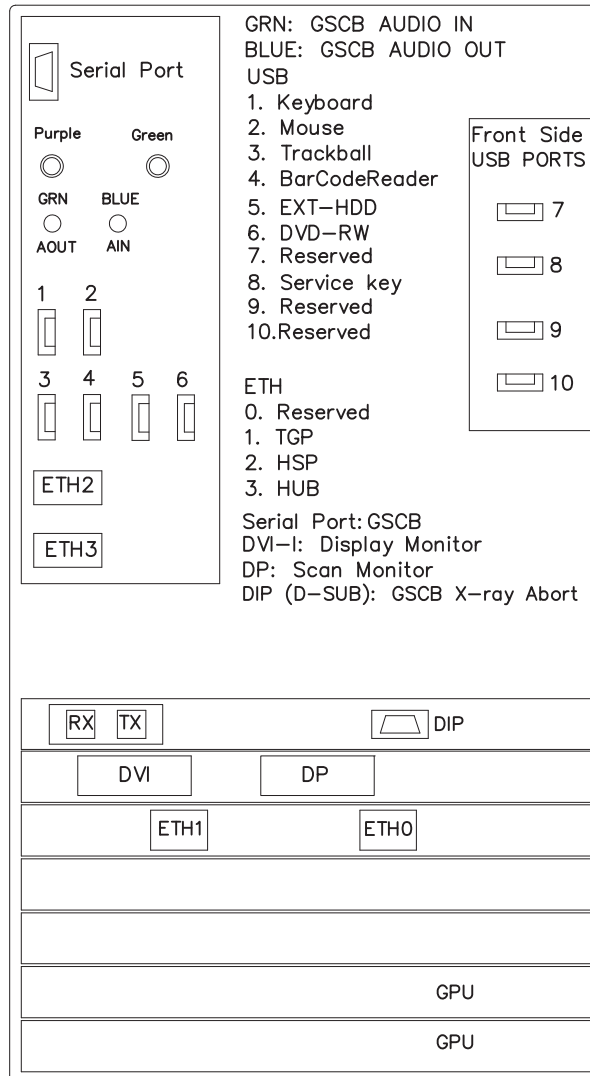 Serial Port
Purple Green
GRN BLUE
AOUT AIN
1 2
3 4 5 6
ETH2
ETH3
GRN: GSCB AUDIO IN
BLUE: GSCB AUDIO OUT
USB
1. Keyboard
2. Mouse
3. Trackball
4. BarCodeReader
5. EXT-HDD
6. DVD-RW
7. Reserved
8. Service key
9. Reserved
10.Reserved
ETH
0. Reserved
1. TGP
2. HSP
3. HUB
Serial Port: GSCB
DVI-I: Display Monitor
DP: Scan Monitor
DIP (D-SUB): GSCB X-ray Abort
Front Side
USB PORTS
7
8
9
10
RX TX DIP
DVI DP
ETH1 ETH0
GPU
GPU